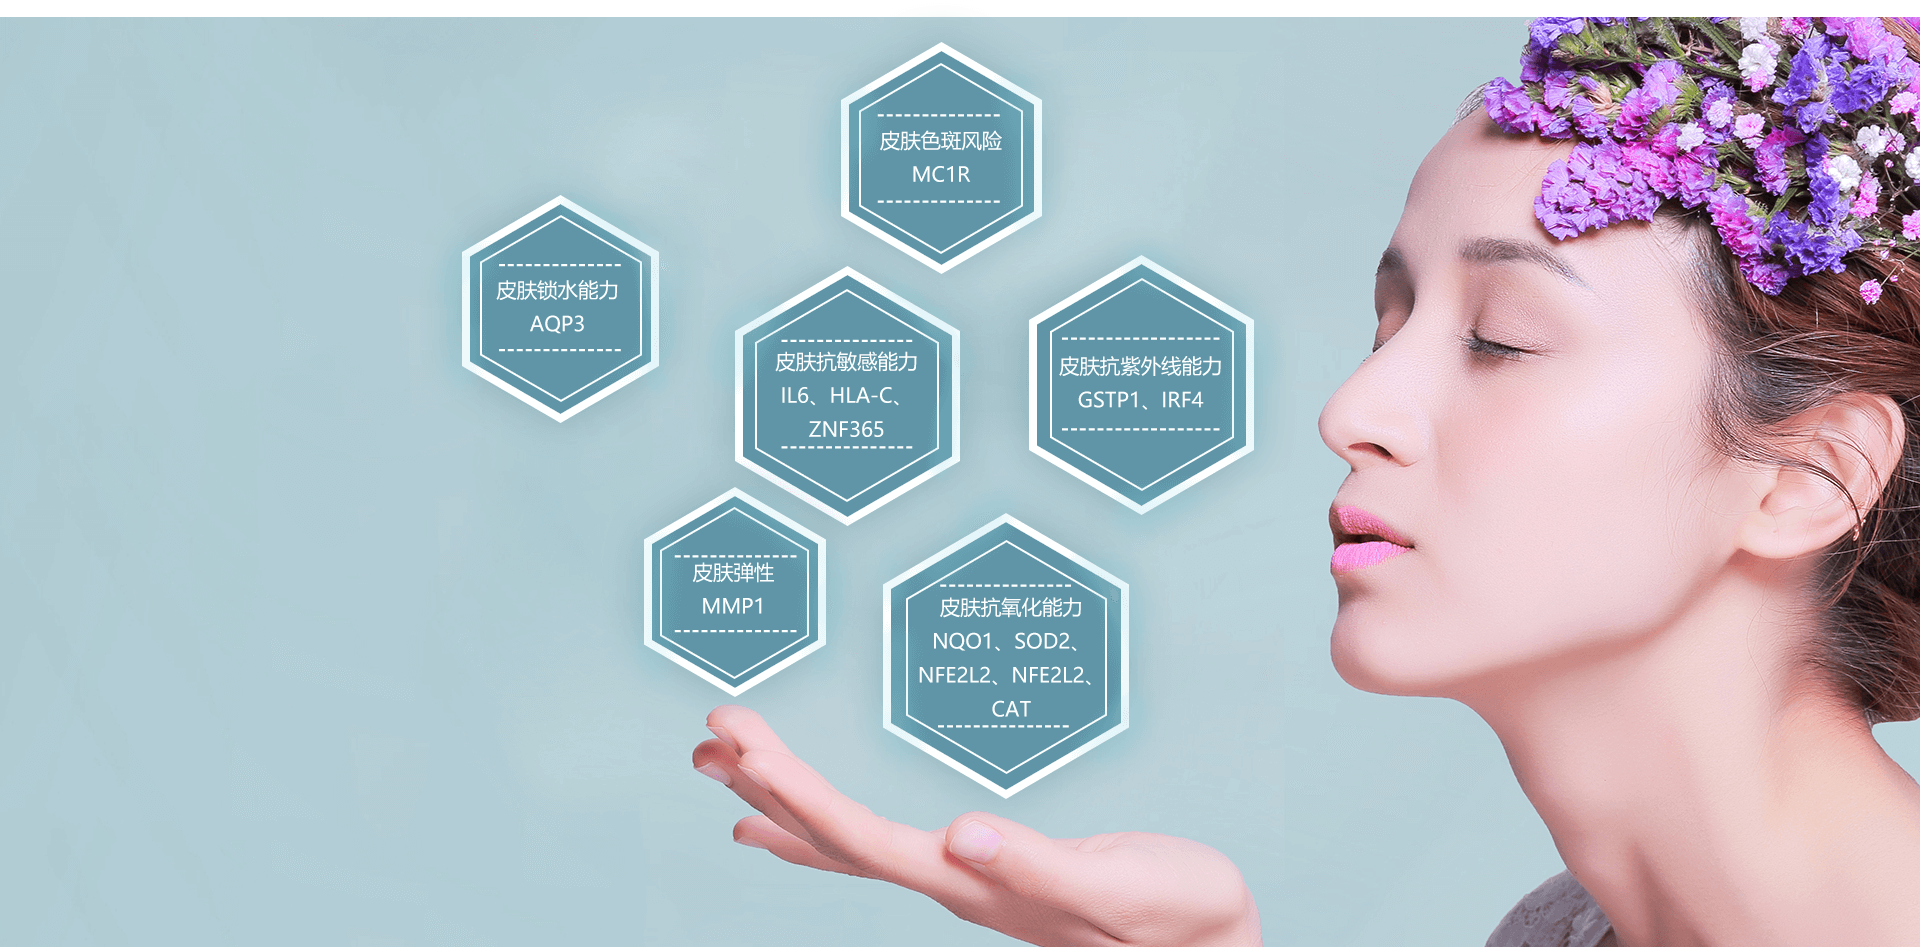 皮肤色斑风险
MC1R
皮肤锁水能力
AQP3
皮肤抗敏感能力
IL6、HLA-C、
ZNF365
皮肤抗紫外线能力
GSTP1、IRF4
皮肤弹性
MMP1
皮肤抗氧化能力
NQO1、SOD2、
NFE2L2、NFE2L2、
CAT